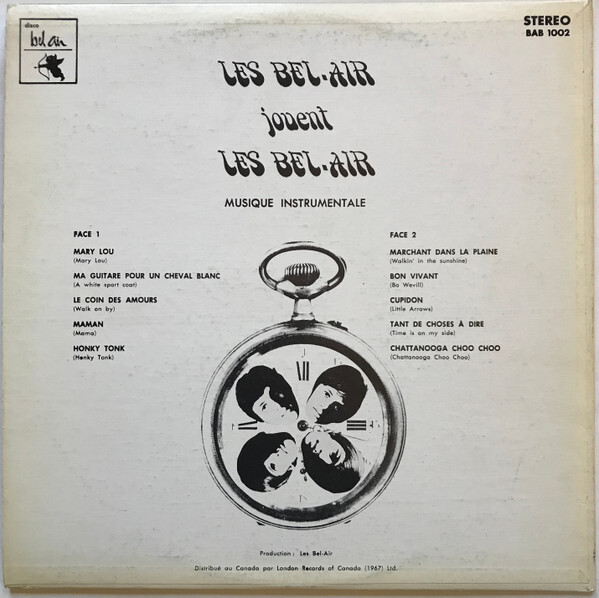 disco
bel air
STEREO
BAB 1002
LES BEL-AIR
jouent
LES BEL-AIR
MUSIQUE INSTRUMENTALE
FACE 1
MARY LOU
(Mary Lou)
MA GUITARE POUR UN CHEVAL BLANC
(A white sport coat)
LE COIN DES AMOURS
(Walk on by)
MAMAN
(Mama)
HONKY TONK
(Honky Tonk)
FACE 2
MARCHANT DANS LA PLAINE
(Walkin' in the sunshine)
BON VIVANT
(Bo Wevill)
CUPIDON
(Little Arrows)
TANT DE CHOSES À DIRE
(Time is on my side)
CHATTANOOGA CHOO CHOO
(Chattanooga Choo Choo)
XII
III
Production: Les Bel-Air
Distribué au Canada par London Records of Canada (1967) Ltd.